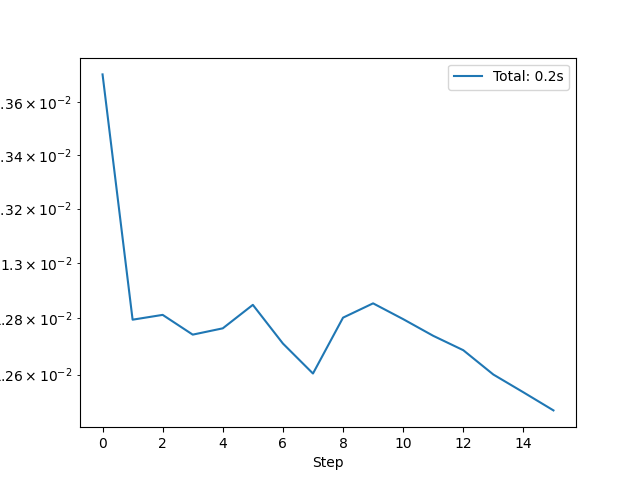 Total: 0.2s
.36 × 10⁻²
.34 × 10⁻²
.32 × 10⁻²
1.3 × 10⁻²
.28 × 10⁻²
.26 × 10⁻²
0 2 4 6 8 10 12 14
Step